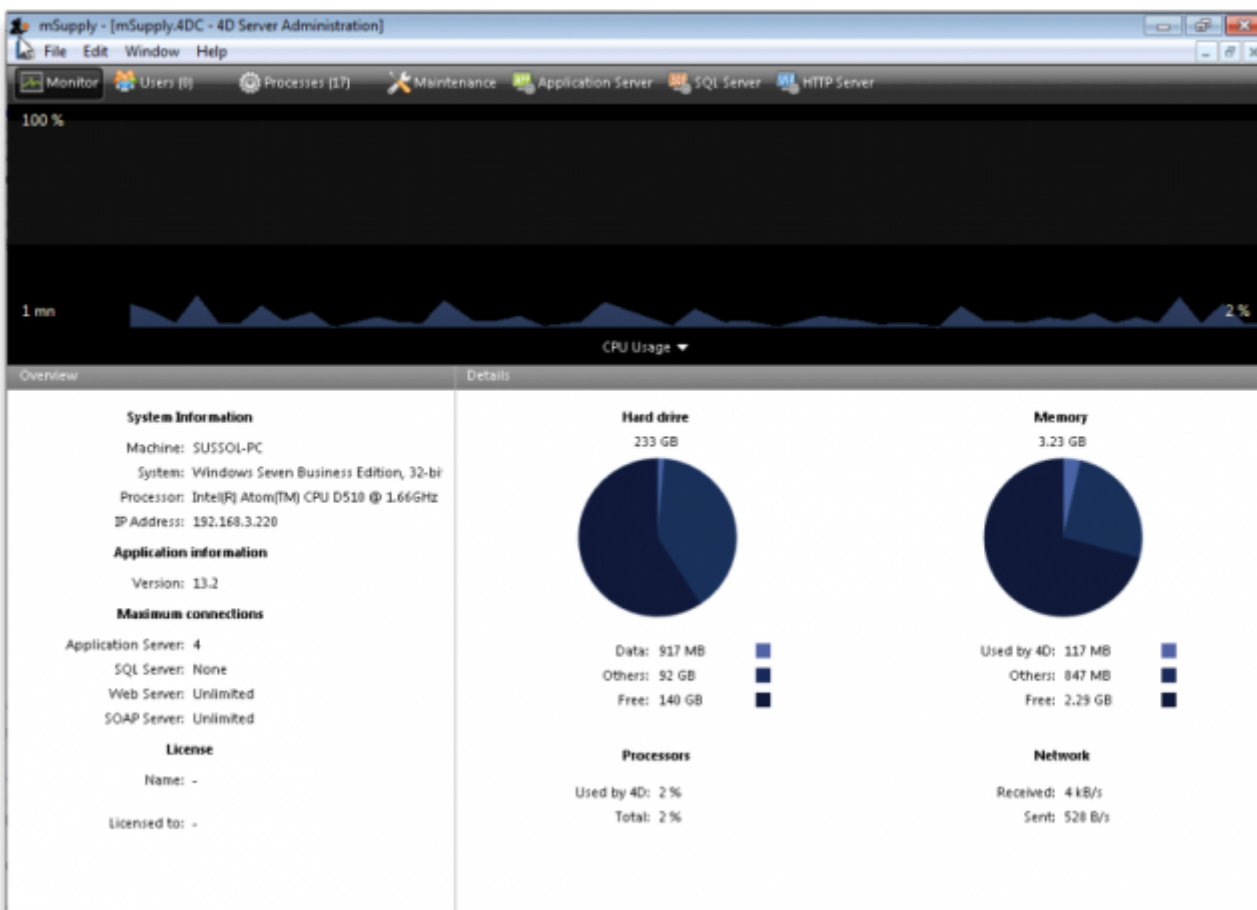 mSupply - [mSupply.4DC - 4D Server Administration]
File Edit Window Help
Monitor Users (0) Processes (17) Maintenance Application Server SQL Server HTTP Server
100 %
1 mn 2 %
CPU Usage
Overview Details
System Information
Machine: SUSSOL-PC
System: Windows Seven Business Edition, 32-bi
Processor: Intel(R) Atom(TM) CPU D510 @ 1.66GHz
IP Address: 192.168.3.220
Application information
Version: 13.2
Maximum connections
Application Server: 4
SQL Server: None
Web Server: Unlimited
SOAP Server: Unlimited
License
Name: -
Licensed to: -
Hard drive
233 GB
Data: 917 MB
Others: 92 GB
Free: 140 GB
Memory
3.23 GB
Used by 4D: 117 MB
Others: 847 MB
Free: 2.29 GB
Processors
Used by 4D: 2 %
Total: 2 %
Network
Received: 4 kB/s
Sent: 528 B/s